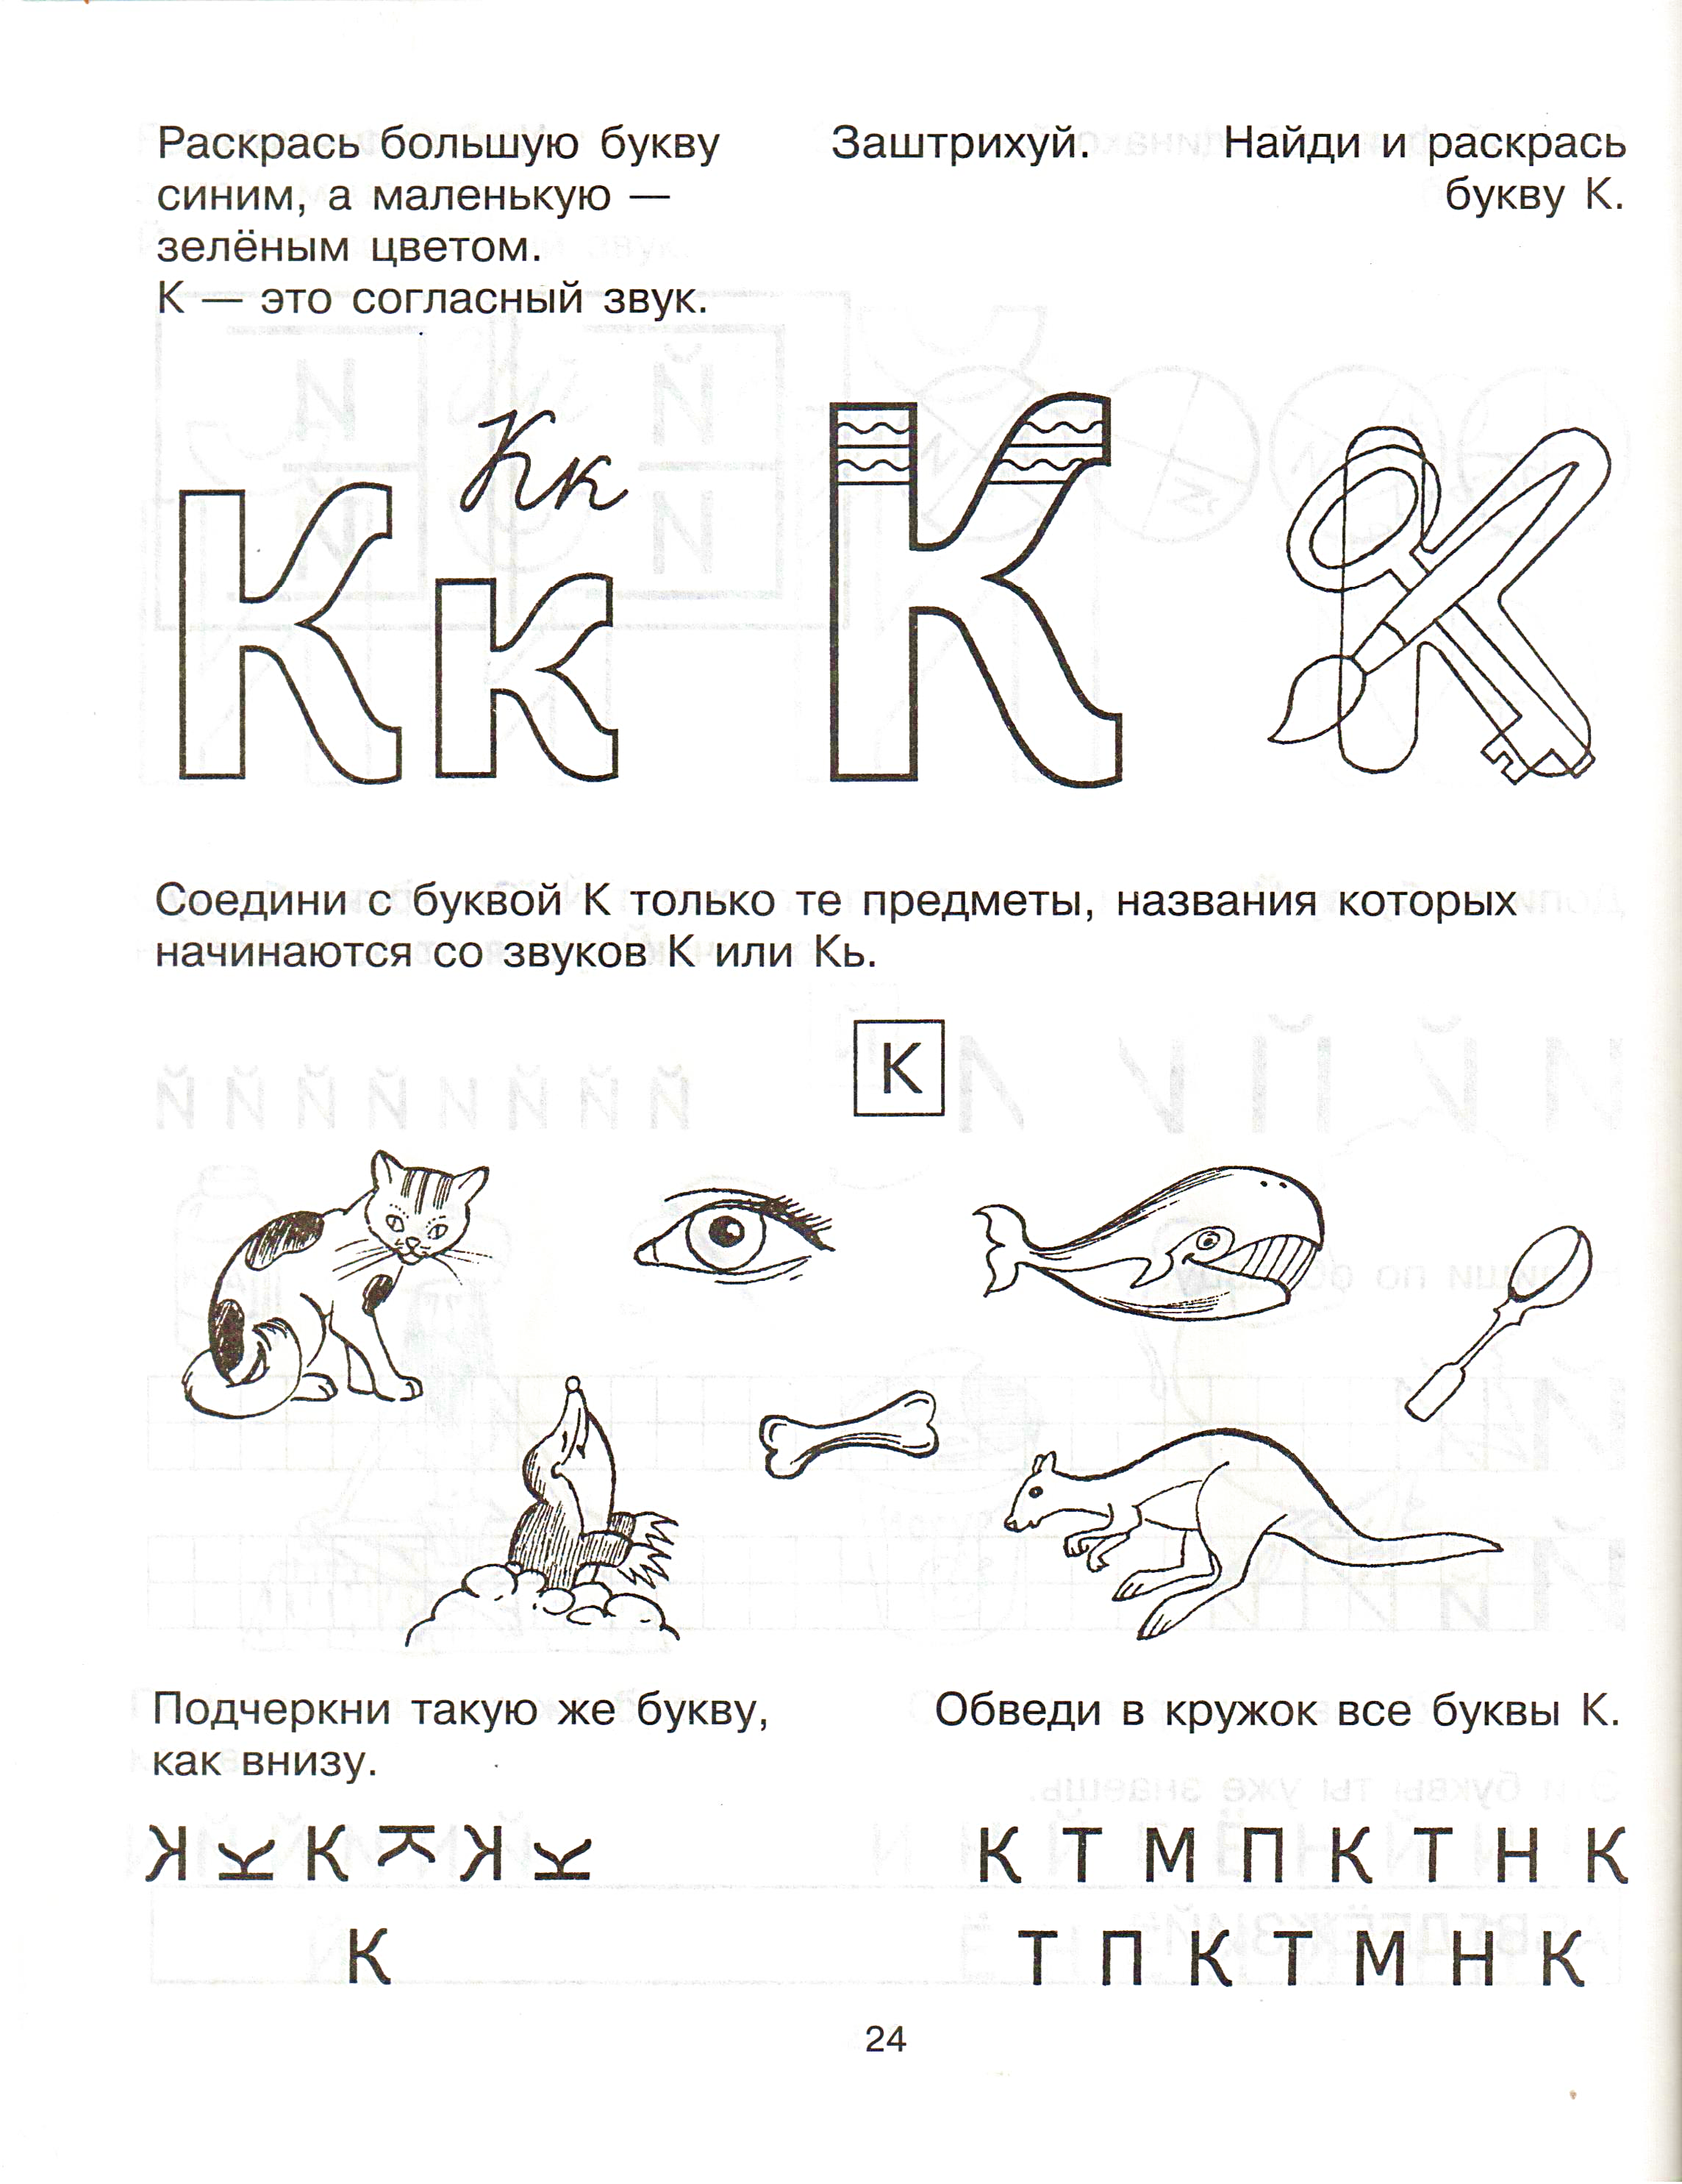 Раскрась большую букву
синим, а маленькую —
зелёным цветом.
К — это согласный звук.
Заштрихуй.
Найди и раскрась
букву К.
Кк
К к
К
К
Соедини с буквой К только те предметы, названия которых
начинаются со звуков К или Кь.
К
Подчеркни такую же букву,
как внизу.
К К К К К К
К
Обведи в кружок все буквы К.
К Т М П К Т Н К
Т П К Т М Н К
24